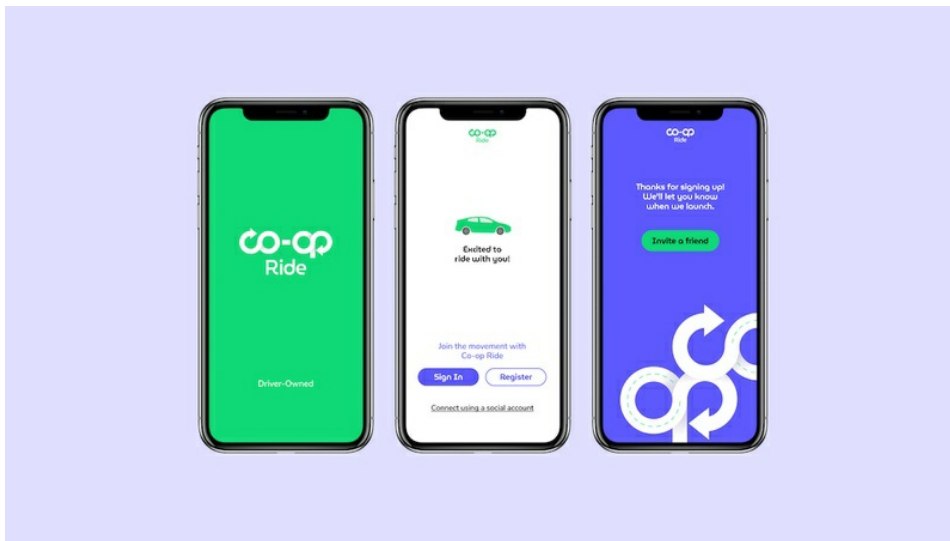 co-op
Ride
Driver-Owned
co-op
Ride
Excited to
ride with you!
Join the movement with
Co-op Ride
Sign In
Register
Connect using a social account
co-op
Ride
Thanks for signing up!
We'll let you know
when we launch.
Invite a friend